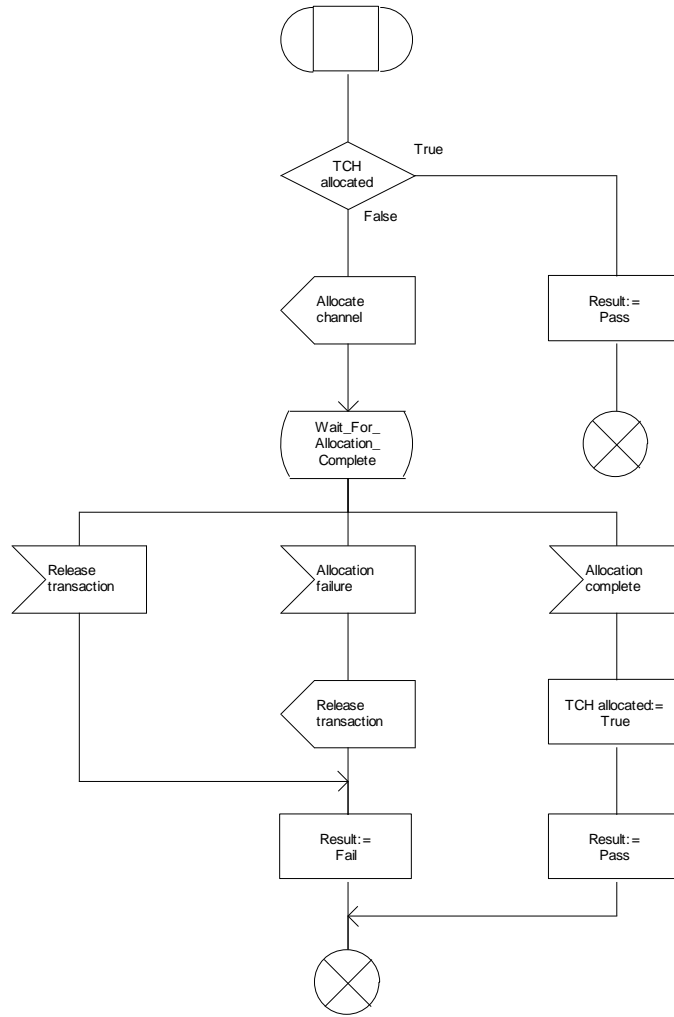 True
TCH
allocated
False
Allocate
channel
Result:=
Pass
Wait_For_
Allocation_
Complete
Release
transaction
Allocation
failure
Allocation
complete
Release
transaction
TCH allocated:=
True
Result:=
Fail
Result:=
Pass